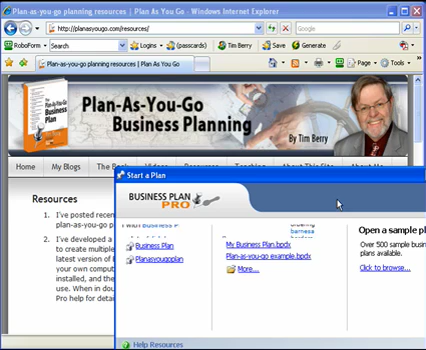 Plan-as-you-go planning resources | Plan As You Go - Windows Internet Explorer
http://planasyougo.com/resources/
RoboForm Search Logins (passcards) Tim Berry Save Generate
Plan-as-you-go planning resources | Plan As You Go
Page Tools
Plan-As-You-Go
Business Planning
By Tim Berry
Business
Plan
Home My Blogs The Book Videos Resources Teaching About This Site About Tim Berry
Start a Plan
BUSINESS PLAN
PRO
Resources
1. I've posted recen
plan-as-you-go p
2. I've developed a
to create multiple
latest version of B
your own comput
installed, and the
use. When in dou
Pro help for detai
Business Plan
Planasyougoplan
My Business Plan.bpdx
Plan-as-you-go example.bpdx
More...
Open a sample pl
Over 500 sample busin
plans available.
Click to browse...
Help Resources